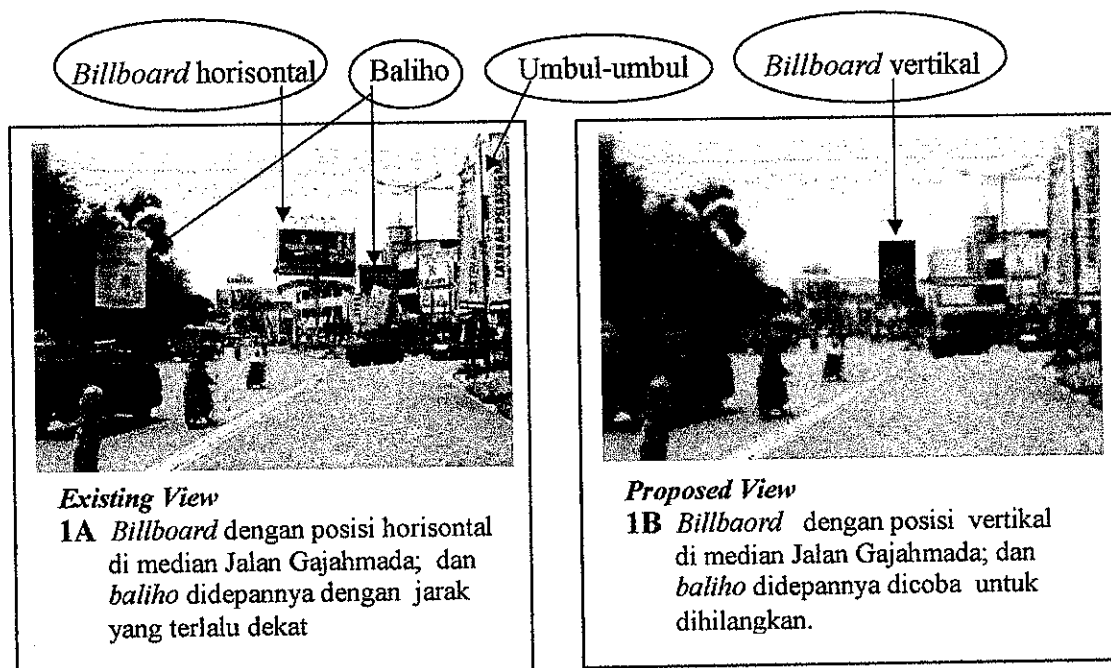 Billboard horisontal
Baliho
Umbul-umbul
Billboard vertikal
Existing View
1A Billboard dengan posisi horisontal
di median Jalan Gajahmada; dan
baliho didepannya dengan jarak
yang terlalu dekat
Proposed View
1B Billbaord dengan posisi vertikal
di median Jalan Gajahmada; dan
baliho didepannya dicoba untuk
dihilangkan.